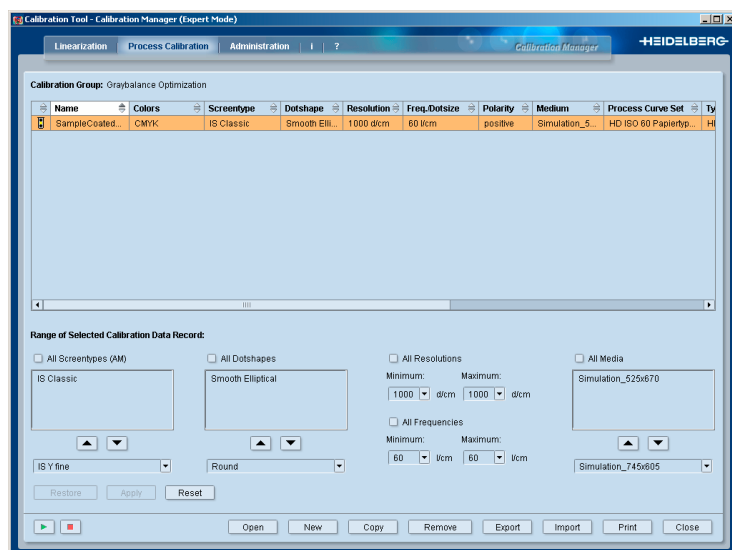 Calibration Tool - Calibration Manager (Expert Mode)
Linearization Process Calibration Administration i ? Calibration Manager HEIDELBERG
Calibration Group: Graybalance Optimization
Name Colors Screentype Dotshape Resolution Freq./Dotsize Polarity Medium Process Curve Set Ty
SampleCoated... CMYK IS Classic Smooth Elli... 1000 d/cm 60 l/cm positive Simulation_5... HD ISO 60 Papiertyp... HI
Range of Selected Calibration Data Record:
All Screentypes (AM) All Dotshapes All Resolutions All Media
IS Classic Smooth Elliptical Minimum: Maximum: Simulation_525x670
1000 d/cm 1000 d/cm
All Frequencies
Minimum: Maximum:
60 l/cm 60 l/cm
IS Y fine Round Simulation_745x605
Restore Apply Reset
Open New Copy Remove Export Import Print Close